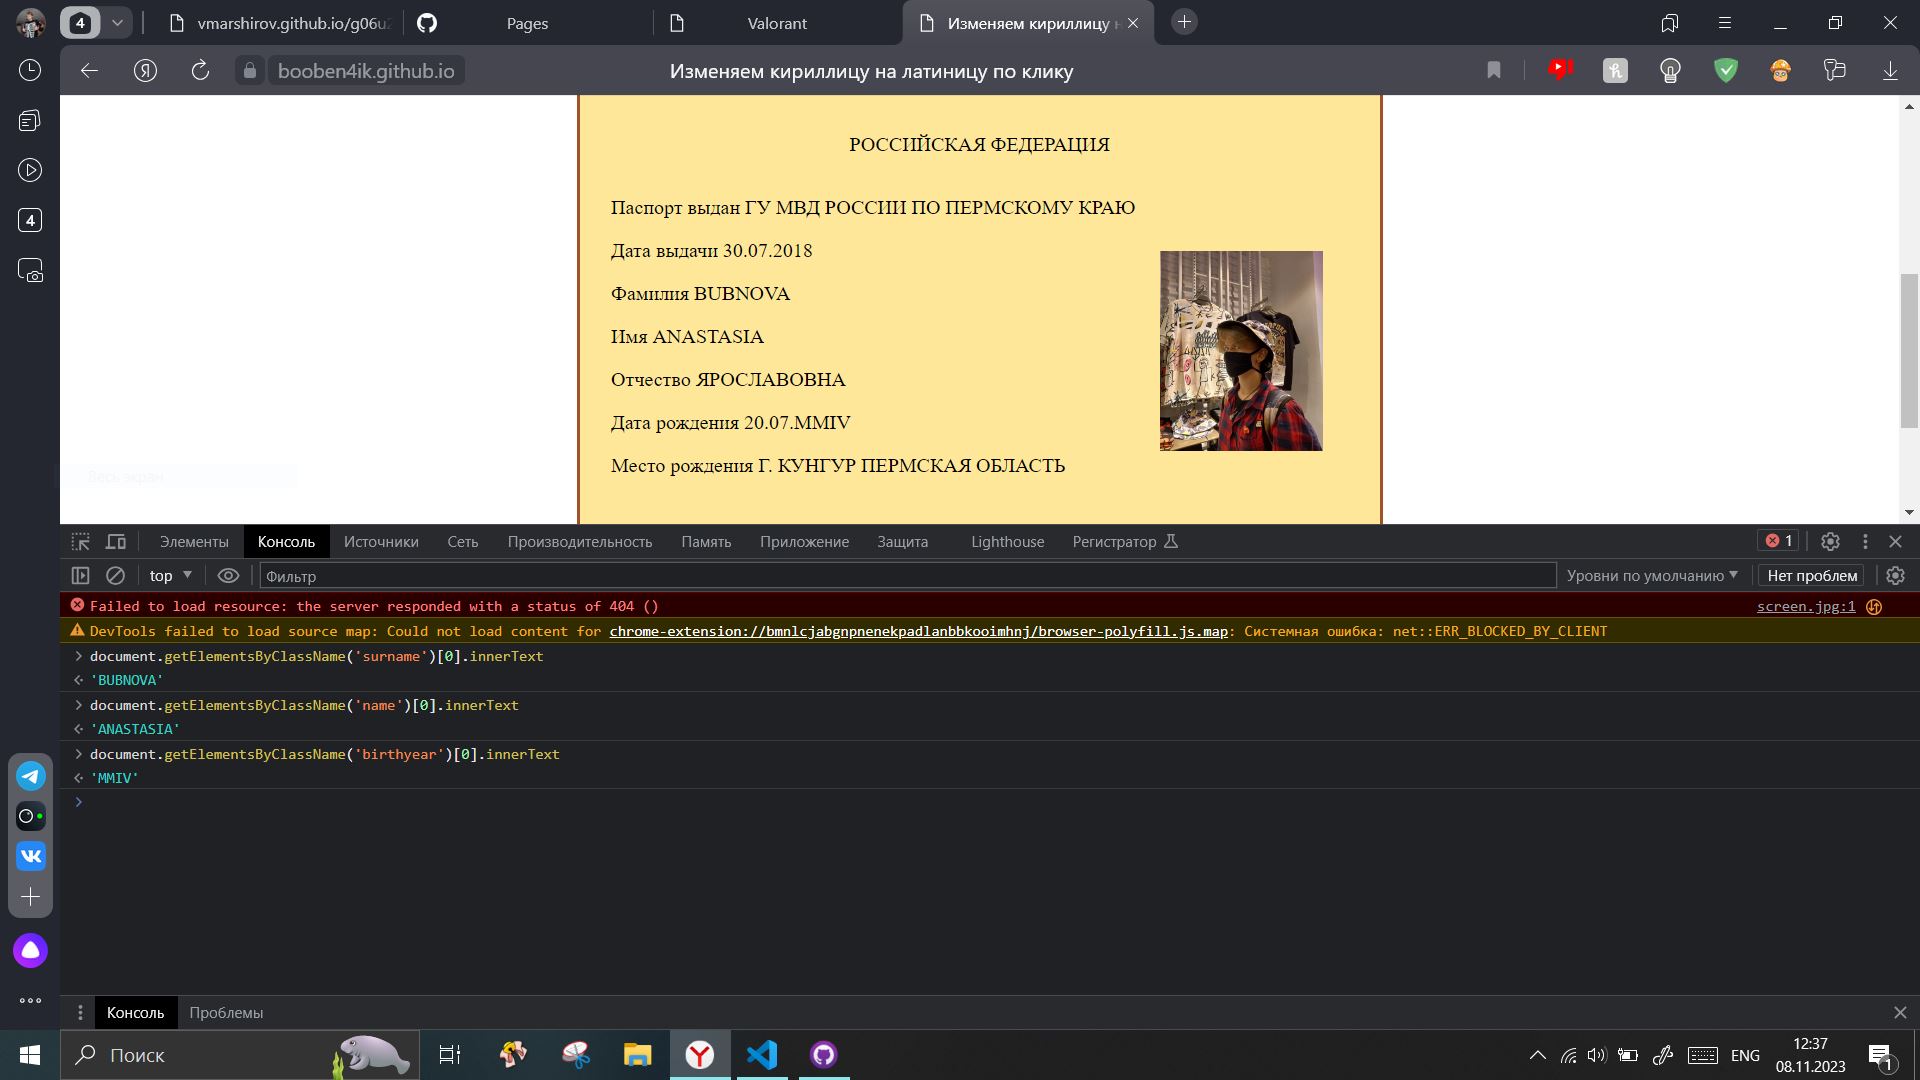 4
vmarshirov.github.io/g06u2
Pages
Valorant
Изменяем кириллицу н
booben4ik.github.io
Изменяем кириллицу на латиницу по клику
РОССИЙСКАЯ ФЕДЕРАЦИЯ
Паспорт выдан ГУ МВД РОССИИ ПО ПЕРМСКОМУ КРАЮ
Дата выдачи 30.07.2018
Фамилия BUBNOVA
Имя ANASTASIA
Отчество ЯРОСЛАВОВНА
Дата рождения 20.07.MMIV
Место рождения Г. КУНГУР ПЕРМСКАЯ ОБЛАСТЬ
4
Весь экран
Элементы Консоль Источники Сеть Производительность Память Приложение Защита Lighthouse Регистратор 1
top Фильтр Уровни по умолчанию Нет проблем
Failed to load resource: the server responded with a status of 404 () screen.jpg:1
DevTools failed to load source map: Could not load content for chrome-extension://bmnlcjabgnpnenekpadlanbbkooimhnj/browser-polyfill.js.map: Системная ошибка: net::ERR_BLOCKED_BY_CLIENT
document.getElementsByClassName('surname')[0].innerText
'BUBNOVA'
document.getElementsByClassName('name')[0].innerText
'ANASTASIA'
document.getElementsByClassName('birthyear')[0].innerText
'MMIV'
Консоль Проблемы
Поиск
ENG
12:37
08.11.2023
1